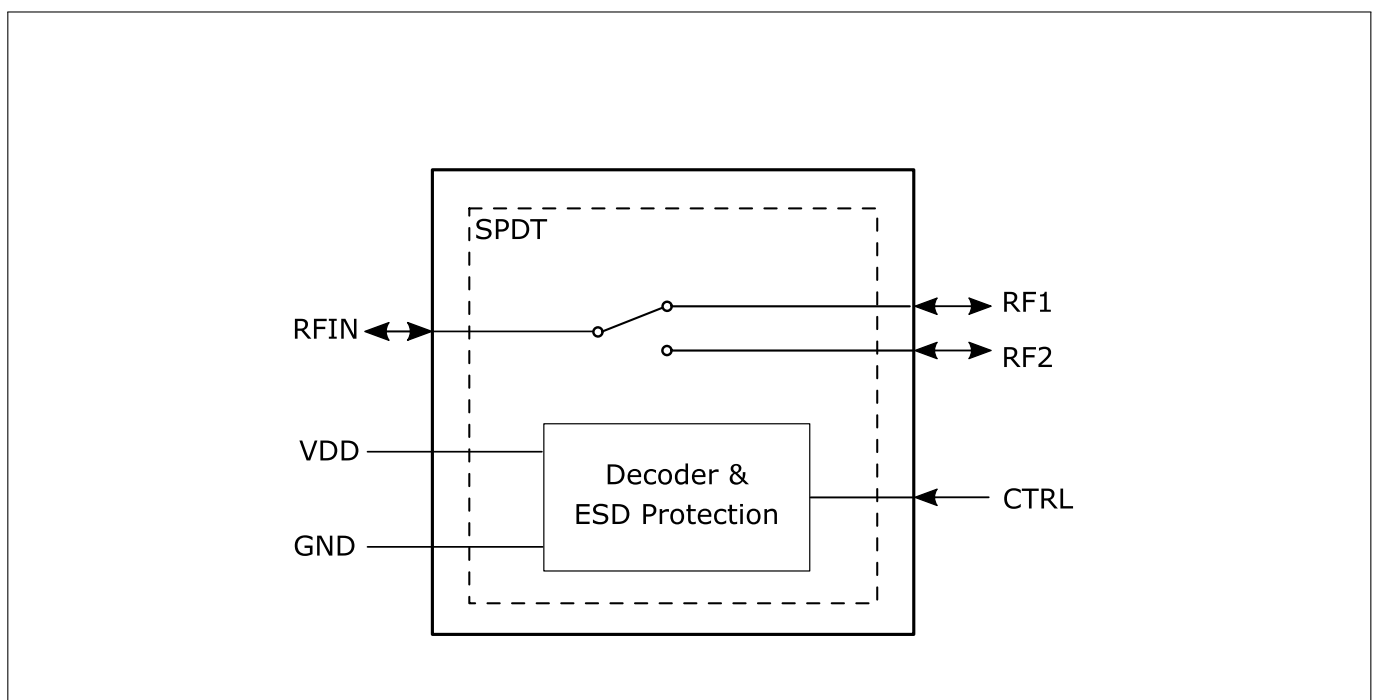 SPDT
RFIN
RF1
RF2
VDD
Decoder &
ESD Protection
CTRL
GND